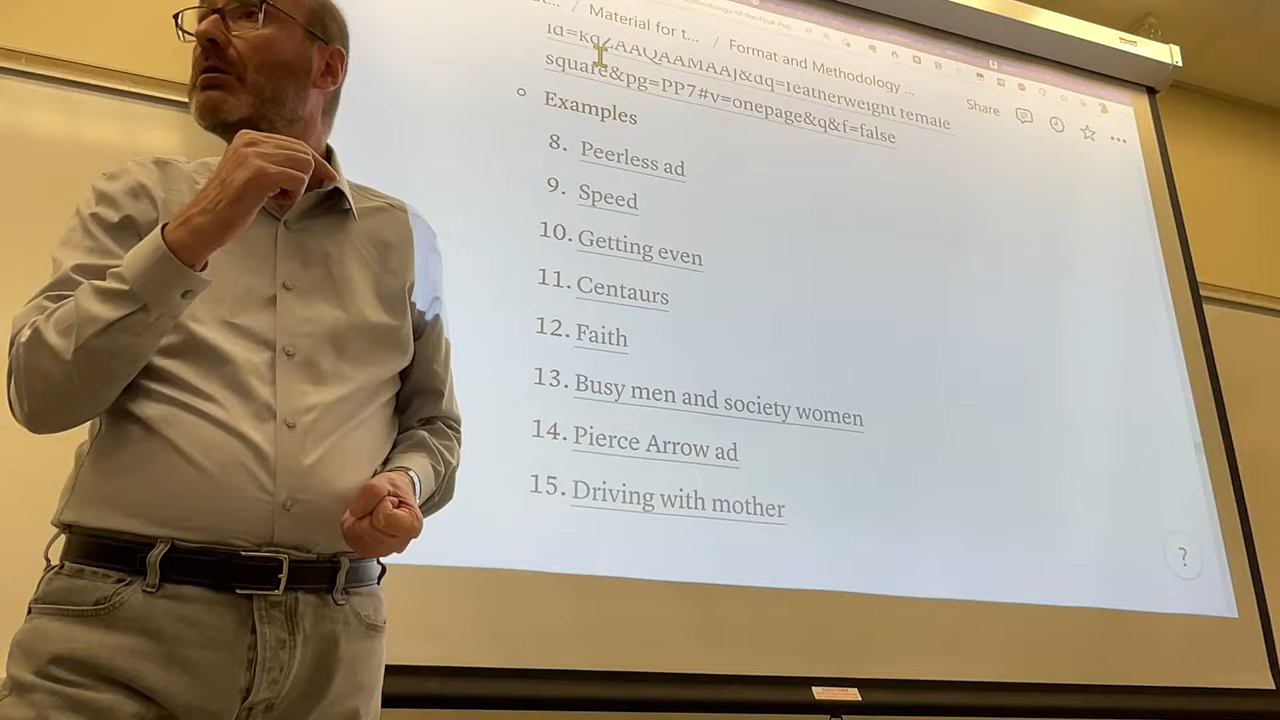 / Material for t... / Format and Methodology ...
Share
square&pg=PP7#v=onepage&q&f=false
Examples
8. Peerless ad
9. Speed
10. Getting even
11. Centaurs
12. Faith
13. Busy men and society women
14. Pierce Arrow ad
15. Driving with mother
?